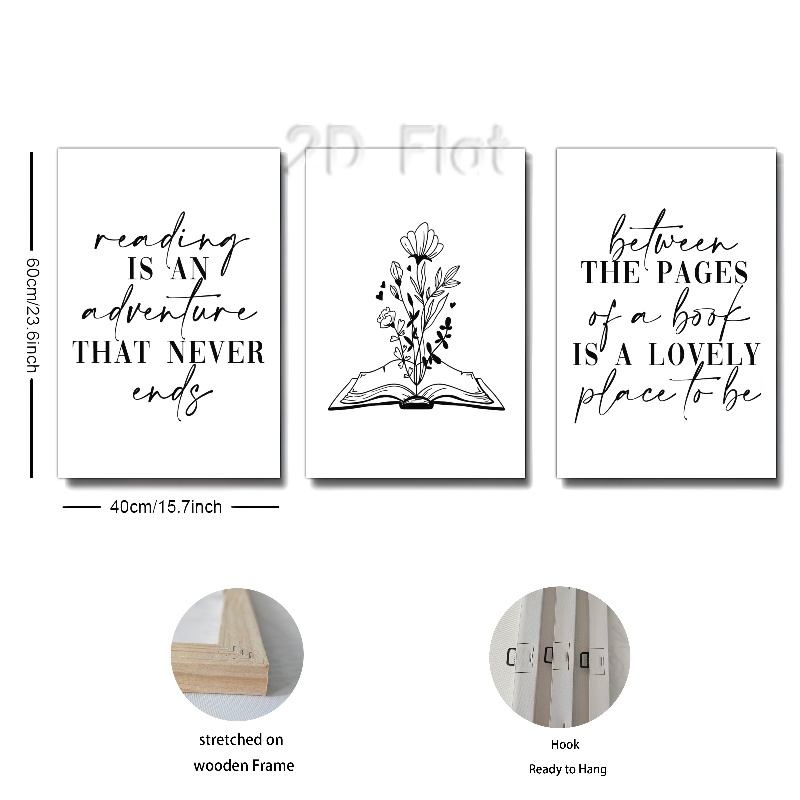 2D Flat
60cm/23.6inch
reading
IS AN
adventure
THAT NEVER
ends
between
THE PAGES
of a book
IS A LOVELY
place to be
40cm/15.7inch
stretched on
wooden Frame
Hook
Ready to Hang